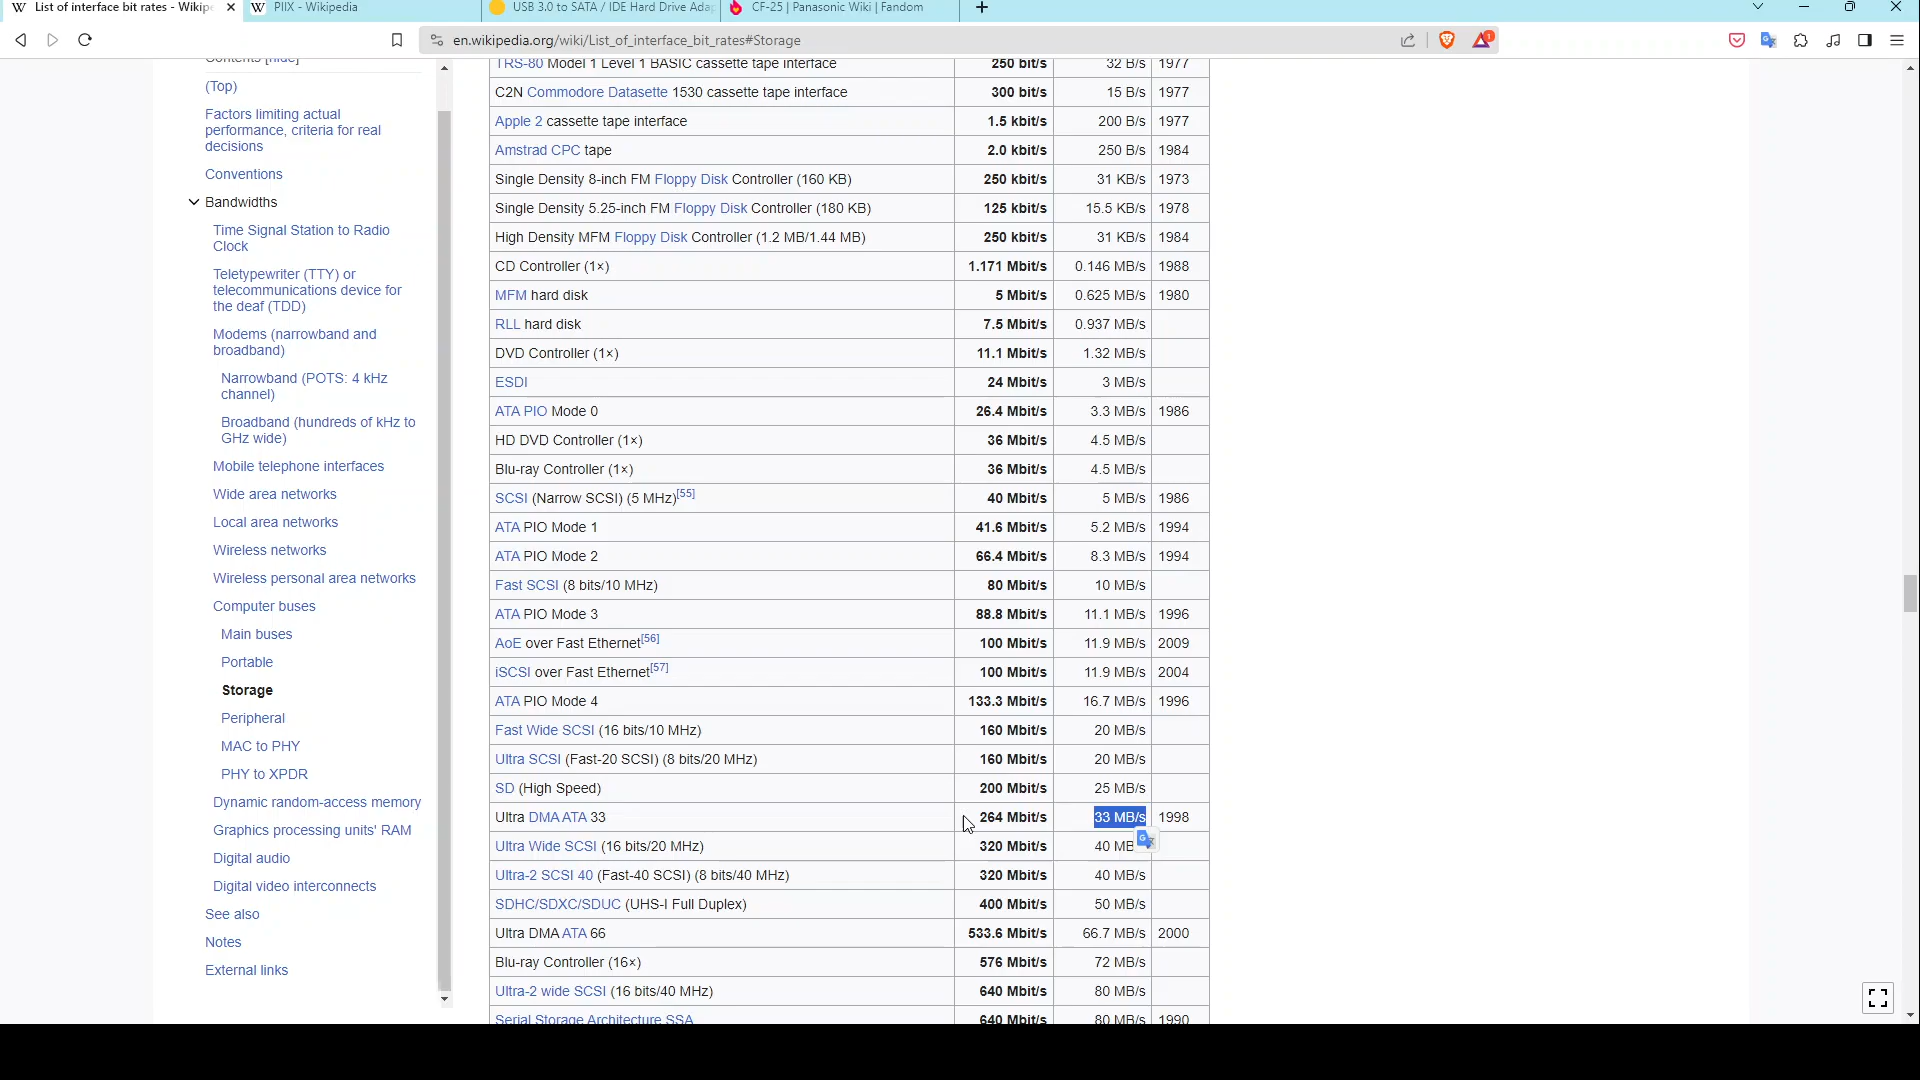 List of interface bit rates - Wikipe
PIIX - Wikipedia
USB 3.0 to SATA / IDE Hard Drive Adap
CF-25 | Panasonic Wiki | Fandom
en.wikipedia.org/wiki/List_of_interface_bit_rates#Storage
1
Contents [hide]
(Top)
Factors limiting actual
performance, criteria for real
decisions
Conventions
Bandwidths
Time Signal Station to Radio
Clock
Teletypewriter (TTY) or
telecommunications device for
the deaf (TDD)
Modems (narrowband and
broadband)
Narrowband (POTS: 4 kHz
channel)
Broadband (hundreds of kHz to
GHz wide)
Mobile telephone interfaces
Wide area networks
Local area networks
Wireless networks
Wireless personal area networks
Computer buses
Main buses
Portable
Storage
Peripheral
MAC to PHY
PHY to XPDR
Dynamic random-access memory
Graphics processing units' RAM
Digital audio
Digital video interconnects
See also
Notes
External links
TRS-80 Model 1 Level 1 BASIC cassette tape interface 250 bit/s 32 B/s 1977
C2N Commodore Datasette 1530 cassette tape interface 300 bit/s 15 B/s 1977
Apple 2 cassette tape interface 1.5 kbit/s 200 B/s 1977
Amstrad CPC tape 2.0 kbit/s 250 B/s 1984
Single Density 8-inch FM Floppy Disk Controller (160 KB) 250 kbit/s 31 KB/s 1973
Single Density 5.25-inch FM Floppy Disk Controller (180 KB) 125 kbit/s 15.5 KB/s 1978
High Density MFM Floppy Disk Controller (1.2 MB/1.44 MB) 250 kbit/s 31 KB/s 1984
CD Controller (1×) 1.171 Mbit/s 0.146 MB/s 1988
MFM hard disk 5 Mbit/s 0.625 MB/s 1980
RLL hard disk 7.5 Mbit/s 0.937 MB/s
DVD Controller (1×) 11.1 Mbit/s 1.32 MB/s
ESDI 24 Mbit/s 3 MB/s
ATA PIO Mode 0 26.4 Mbit/s 3.3 MB/s 1986
HD DVD Controller (1×) 36 Mbit/s 4.5 MB/s
Blu-ray Controller (1×) 36 Mbit/s 4.5 MB/s
SCSI (Narrow SCSI) (5 MHz)[55] 40 Mbit/s 5 MB/s 1986
ATA PIO Mode 1 41.6 Mbit/s 5.2 MB/s 1994
ATA PIO Mode 2 66.4 Mbit/s 8.3 MB/s 1994
Fast SCSI (8 bits/10 MHz) 80 Mbit/s 10 MB/s
ATA PIO Mode 3 88.8 Mbit/s 11.1 MB/s 1996
AoE over Fast Ethernet[56] 100 Mbit/s 11.9 MB/s 2009
iSCSI over Fast Ethernet[57] 100 Mbit/s 11.9 MB/s 2004
ATA PIO Mode 4 133.3 Mbit/s 16.7 MB/s 1996
Fast Wide SCSI (16 bits/10 MHz) 160 Mbit/s 20 MB/s
Ultra SCSI (Fast-20 SCSI) (8 bits/20 MHz) 160 Mbit/s 20 MB/s
SD (High Speed) 200 Mbit/s 25 MB/s
Ultra DMA ATA 33 264 Mbit/s 33 MB/s 1998
Ultra Wide SCSI (16 bits/20 MHz) 320 Mbit/s 40 MB
Ultra-2 SCSI 40 (Fast-40 SCSI) (8 bits/40 MHz) 320 Mbit/s 40 MB/s
SDHC/SDXC/SDUC (UHS-I Full Duplex) 400 Mbit/s 50 MB/s
Ultra DMA ATA 66 533.6 Mbit/s 66.7 MB/s 2000
Blu-ray Controller (16×) 576 Mbit/s 72 MB/s
Ultra-2 wide SCSI (16 bits/40 MHz) 640 Mbit/s 80 MB/s
Serial Storage Architecture SSA 640 Mbit/s 80 MB/s 1990